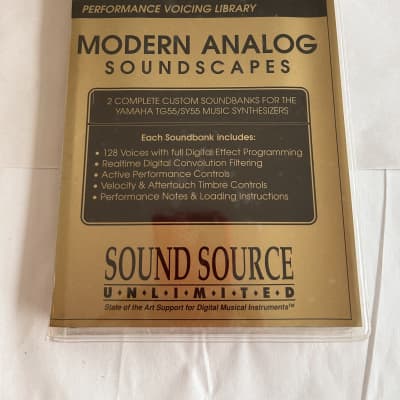 PERFORMANCE VOICING LIBRARY
MODERN ANALOG
SOUNDSCAPES
2 COMPLETE CUSTOM SOUNDBANKS FOR THE
YAMAHA TG55/SY55 MUSIC SYNTHESIZERS
Each Soundbank includes:
• 128 Voices with full Digital Effect Programming
• Realtime Digital Convolution Filtering
• Active Performance Controls
• Velocity & Aftertouch Timbre Controls
• Performance Notes & Loading Instructions
SOUND SOURCE
U•N•L•I•M•I•T•E•D
State of the Art Support for Digital Musical Instruments™